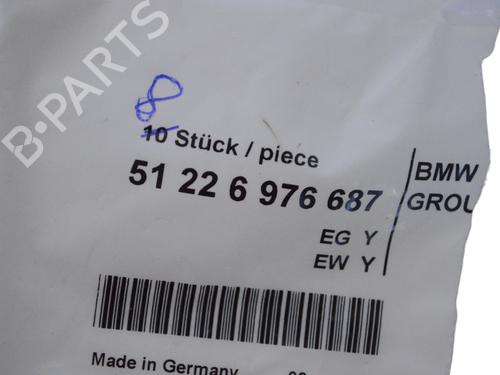 B-PARTS
8
10 Stück / piece
51 22 6 976 687
BMW
GROU
EG Y
EW Y
Made in Germany